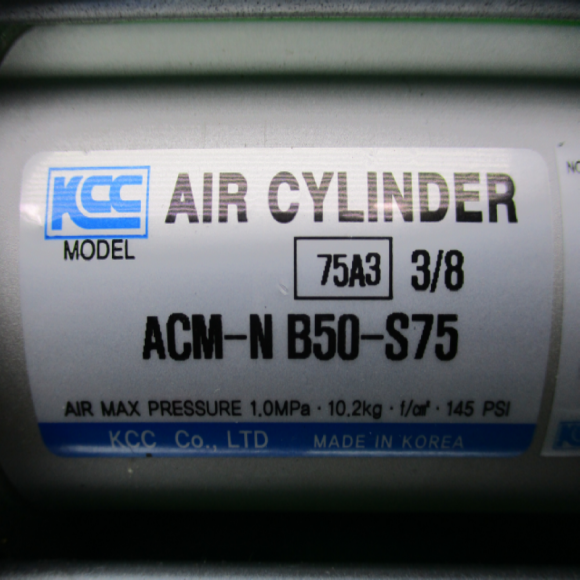 KCC AIR CYLINDER
MODEL
75A3 3/8
ACM-N B50-S75
AIR MAX PRESSURE 1.0MPa · 10.2kg · f/㎠ · 145 PSI
KCC Co., LTD MADE IN KOREA